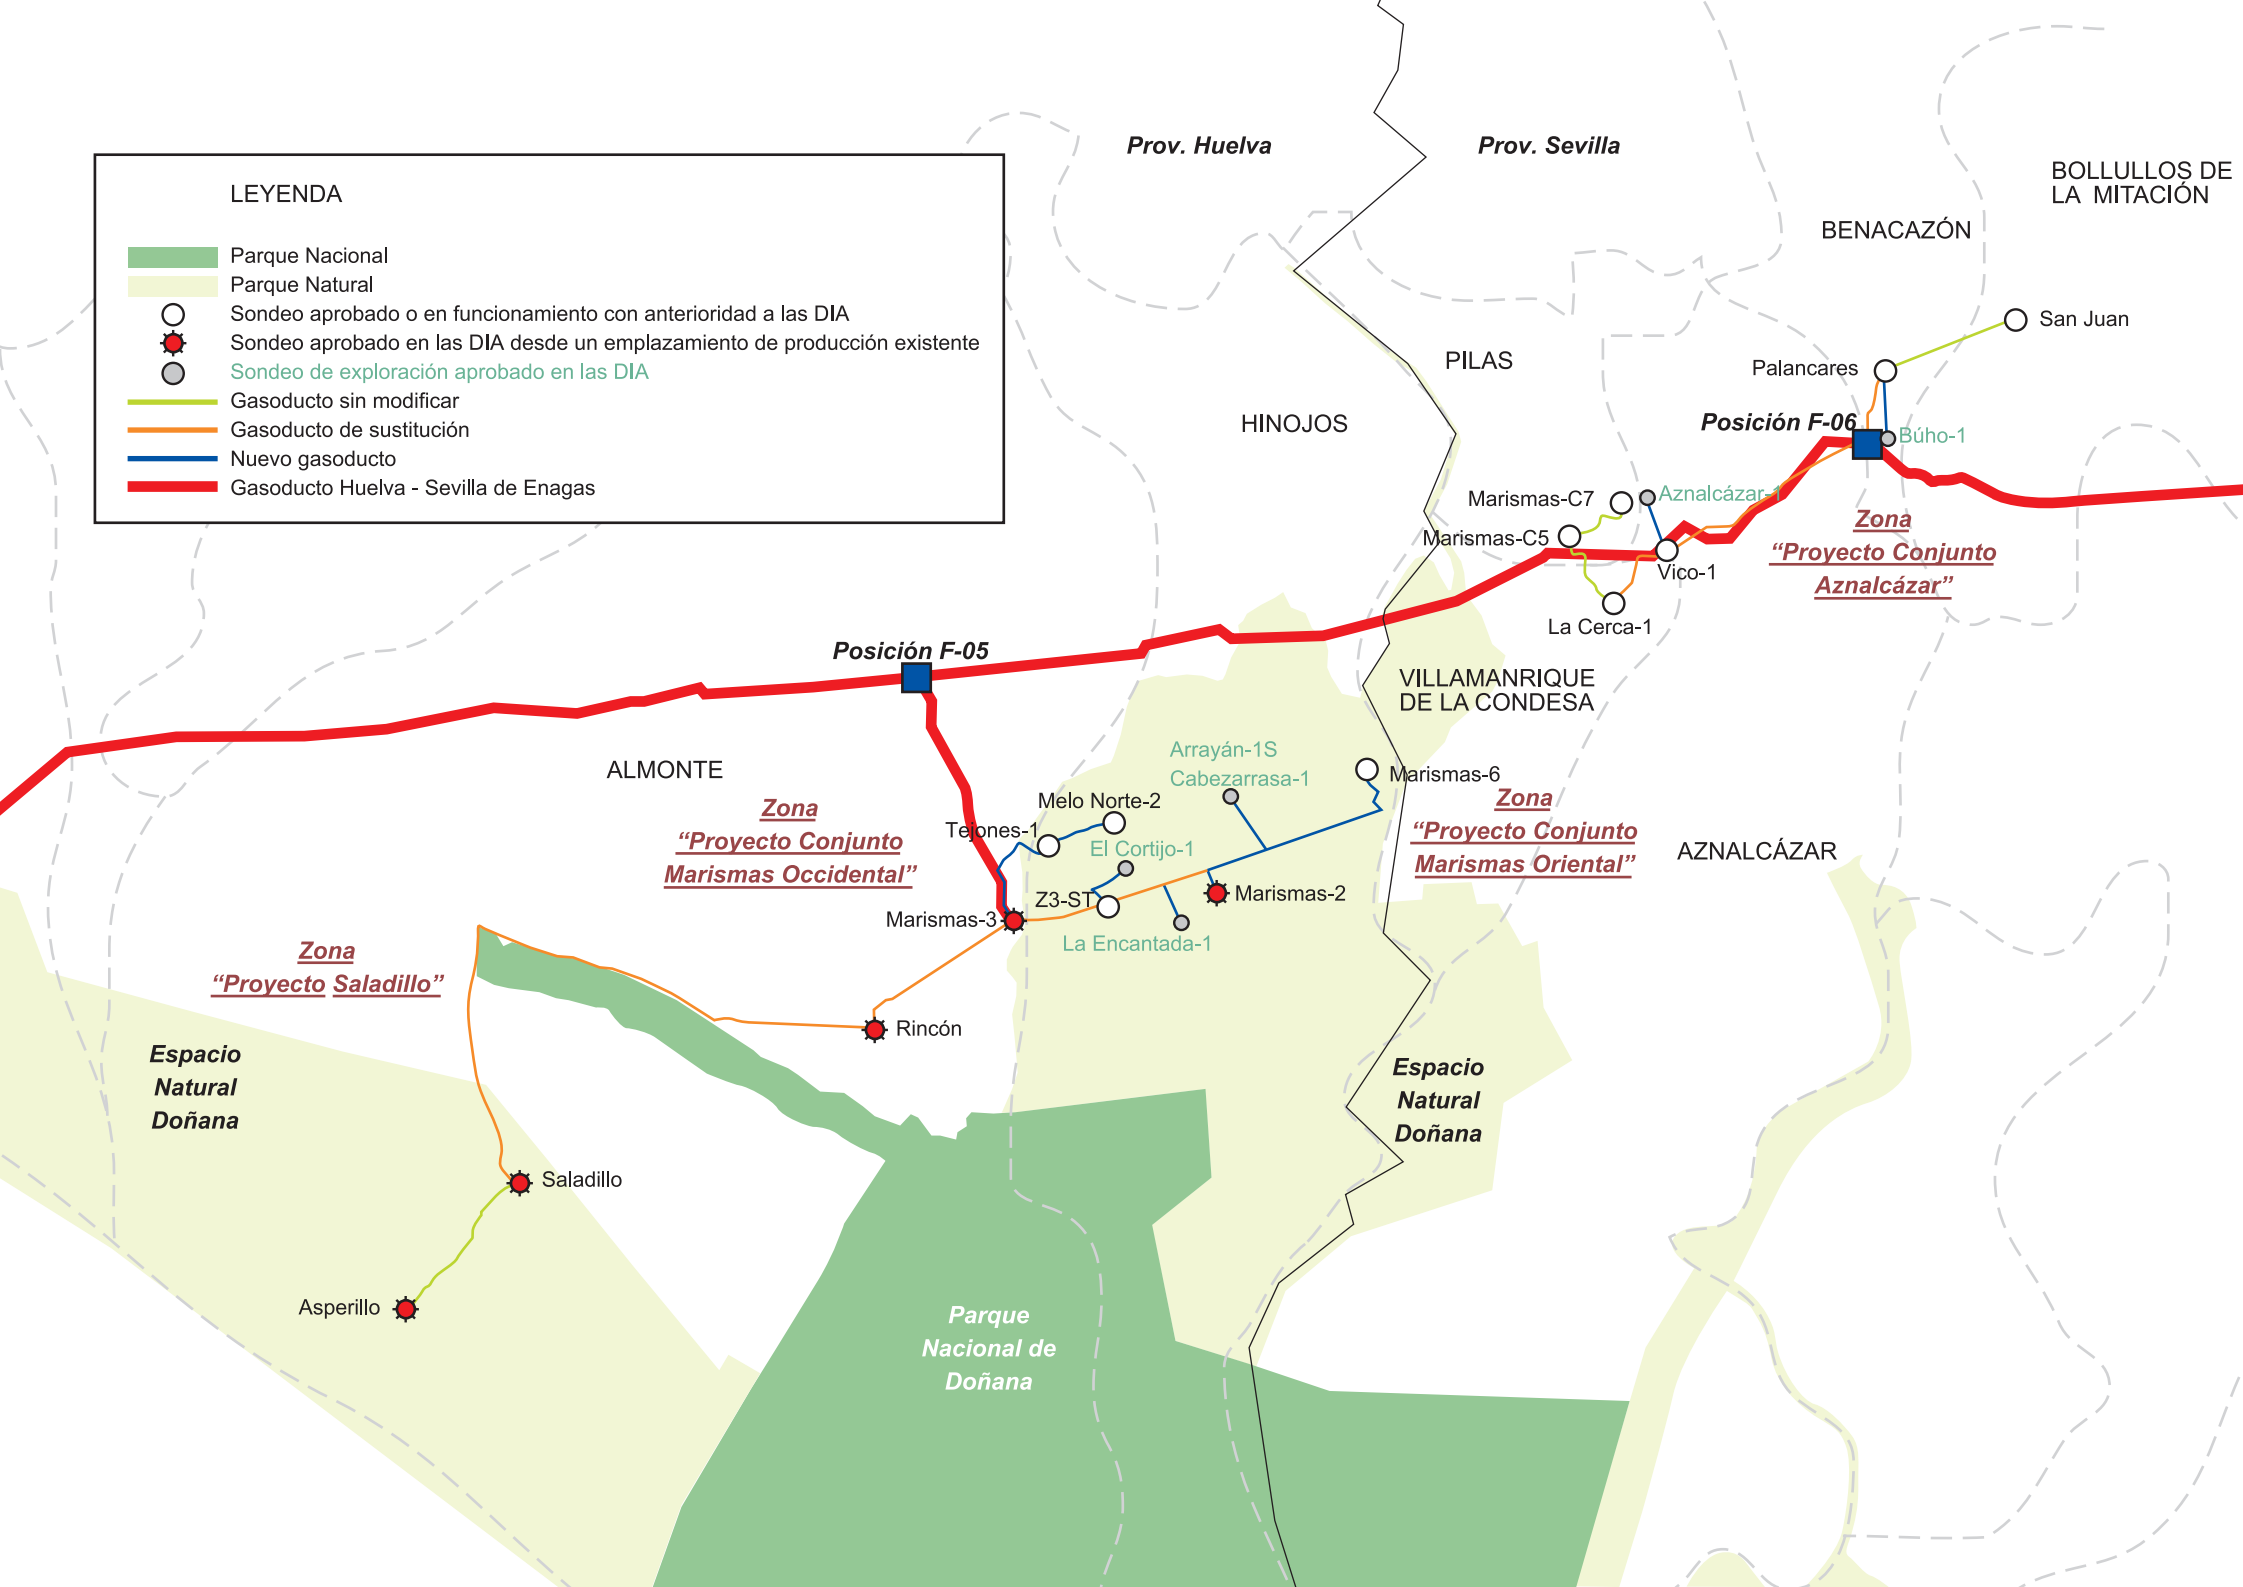 Prov. Huelva
Prov. Sevilla
BOLLULLOS DE
LA MITACIÓN
BENACAZÓN
LEYENDA
Parque Nacional
Parque Natural
Sondeo aprobado o en funcionamiento con anterioridad a las DIA
Sondeo aprobado en las DIA desde un emplazamiento de producción existente
Sondeo de exploración aprobado en las DIA
Gasoducto sin modificar
Gasoducto de sustitución
Nuevo gasoducto
Gasoducto Huelva - Sevilla de Enagas
San Juan
PILAS
Palancares
HINOJOS
Posición F-06
Búho-1
Marismas-C7
Aznalcázar-1
Marismas-C5
Zona
“Proyecto Conjunto
Aznalcázar”
Vico-1
La Cerca-1
Posición F-05
VILLAMANRIQUE
DE LA CONDESA
ALMONTE
Arrayán-1S
Cabezarrasa-1
Marismas-6
Zona
“Proyecto Conjunto
Marismas Occidental”
Melo Norte-2
Tejones-1
El Cortijo-1
Zona
“Proyecto Conjunto
Marismas Oriental”
AZNALCÁZAR
Z3-ST
Marismas-2
Marismas-3
La Encantada-1
Zona
“Proyecto Saladillo”
Rincón
Espacio
Natural
Doñana
Espacio
Natural
Doñana
Saladillo
Asperillo
Parque
Nacional de
Doñana